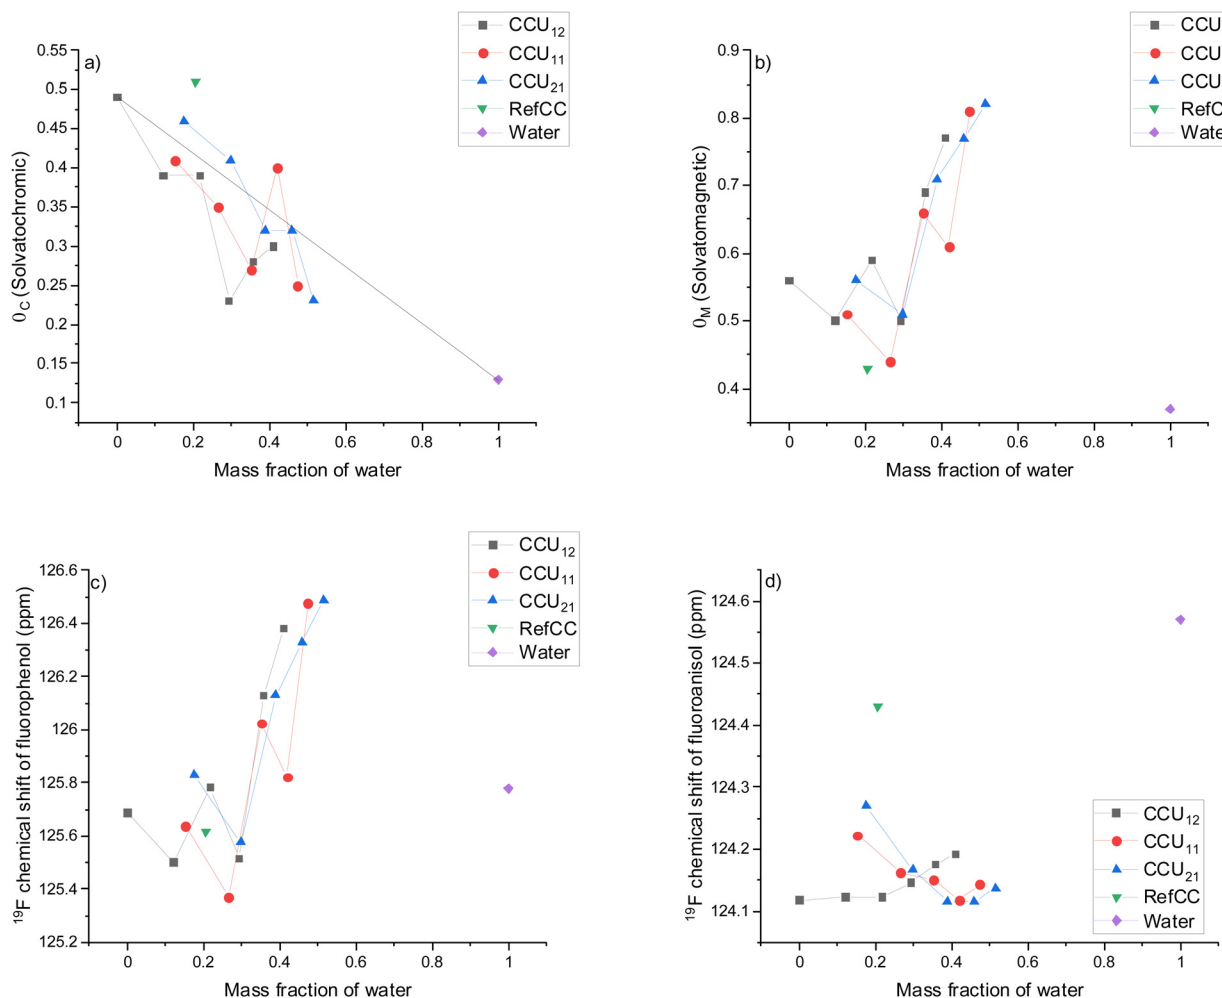 CCU₁₂
CCU₁₁
CCU₂₁
RefCC
Water
a)
0.55
0.5
0.45
0.4
0.35
0.3
0.25
0.2
0.15
0.1
0 0.2 0.4 0.6 0.8 1
θC (Solvatochromic)
Mass fraction of water
CCU
CCU
CCU
RefC
Wate
b)
0.9
0.8
0.7
0.6
0.5
0.4
0 0.2 0.4 0.6 0.8 1
θM (Solvatomagnetic)
Mass fraction of water
CCU₁₂
CCU₁₁
CCU₂₁
RefCC
Water
c)
126.6
126.4
126.2
126
125.8
125.6
125.4
125.2
0 0.2 0.4 0.6 0.8 1
¹⁹F chemical shift of fluorophenol (ppm)
Mass fraction of water
d)
124.6
124.5
124.4
124.3
124.2
124.1
CCU₁₂
CCU₁₁
CCU₂₁
RefCC
Water
0 0.2 0.4 0.6 0.8 1
¹⁹F chemical shift of fluoroanisol (ppm)
Mass fraction of water